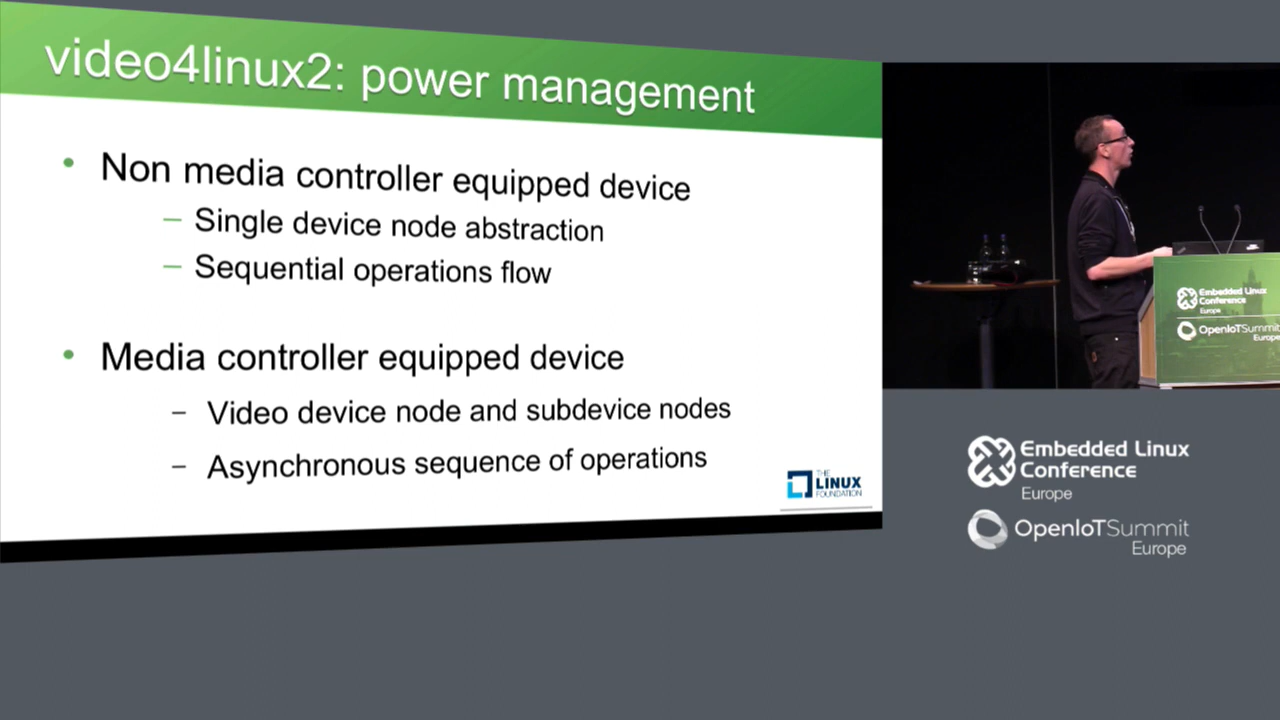 video4linux2: power management
• Non media controller equipped device
– Single device node abstraction
– Sequential operations flow
• Media controller equipped device
– Video device node and subdevice nodes
– Asynchronous sequence of operations
THE
LINUX
FOUNDATION
Embedded Linux
Conference
Europe
OpenIoTSummit
Europe
Embedded Linux
Conference
Europe
OpenIoTSummit
Europe